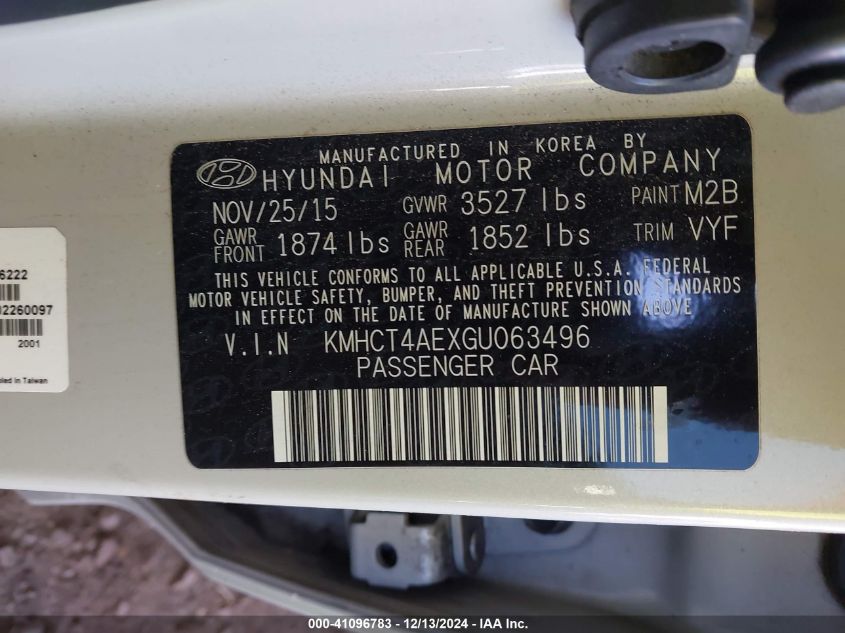 MANUFACTURED IN KOREA BY
HYUNDAI MOTOR COMPANY
NOV/25/15 GVWR 3527 lbs PAINT M2B
GAWR FRONT 1874 lbs GAWR REAR 1852 lbs TRIM VYF
THIS VEHICLE CONFORMS TO ALL APPLICABLE U.S.A. FEDERAL
MOTOR VEHICLE SAFETY, BUMPER, AND THEFT PREVENTION STANDARDS
IN EFFECT ON THE DATE OF MANUFACTURE SHOWN ABOVE
V.I.N KMHCT4AEXGU063496
PASSENGER CAR
6222
02260097
2001
in Taiwan
000-41096783 - 12/13/2024 - IAA Inc.